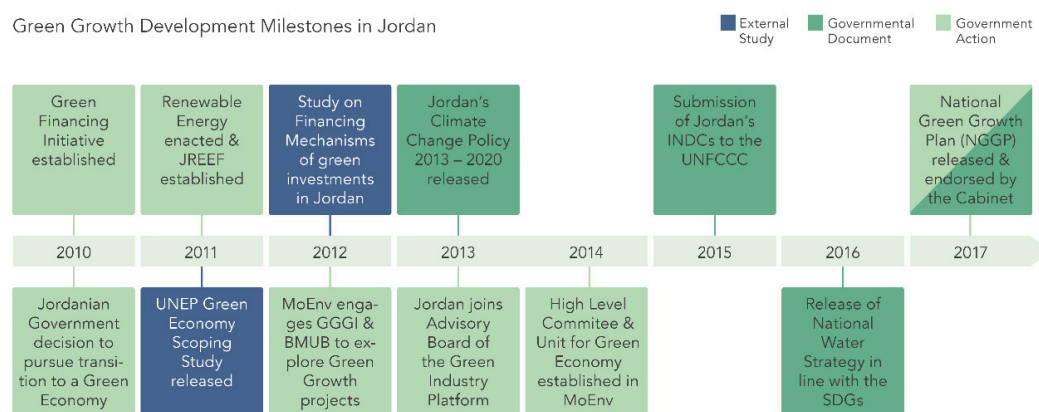 Green Growth Development Milestones in Jordan
External
Study
Governmental
Document
Government
Action
Green
Financing
Initiative
established
Renewable
Energy
enacted &
JREEF
established
Study on
Financing
Mechanisms
of green
investments
in Jordan
Jordan's
Climate
Change Policy
2013 – 2020
released
Submission
of Jordan's
INDCs to the
UNFCCC
National
Green Growth
Plan (NGGP)
released &
endorsed by
the Cabinet
2010
2011
2012
2013
2014
2015
2016
2017
Jordanian
Government
decision to
pursue transi-
tion to a Green
Economy
UNEP Green
Economy
Scoping
Study
released
MoEnv enga-
ges GGGI &
BMUB to ex-
plore Green
Growth
projects
Jordan joins
Advisory
Board of
the Green
Industry
Platform
High Level
Commitee &
Unit for Green
Economy
established in
MoEnv
Release of
National
Water
Strategy in
line with the
SDGs